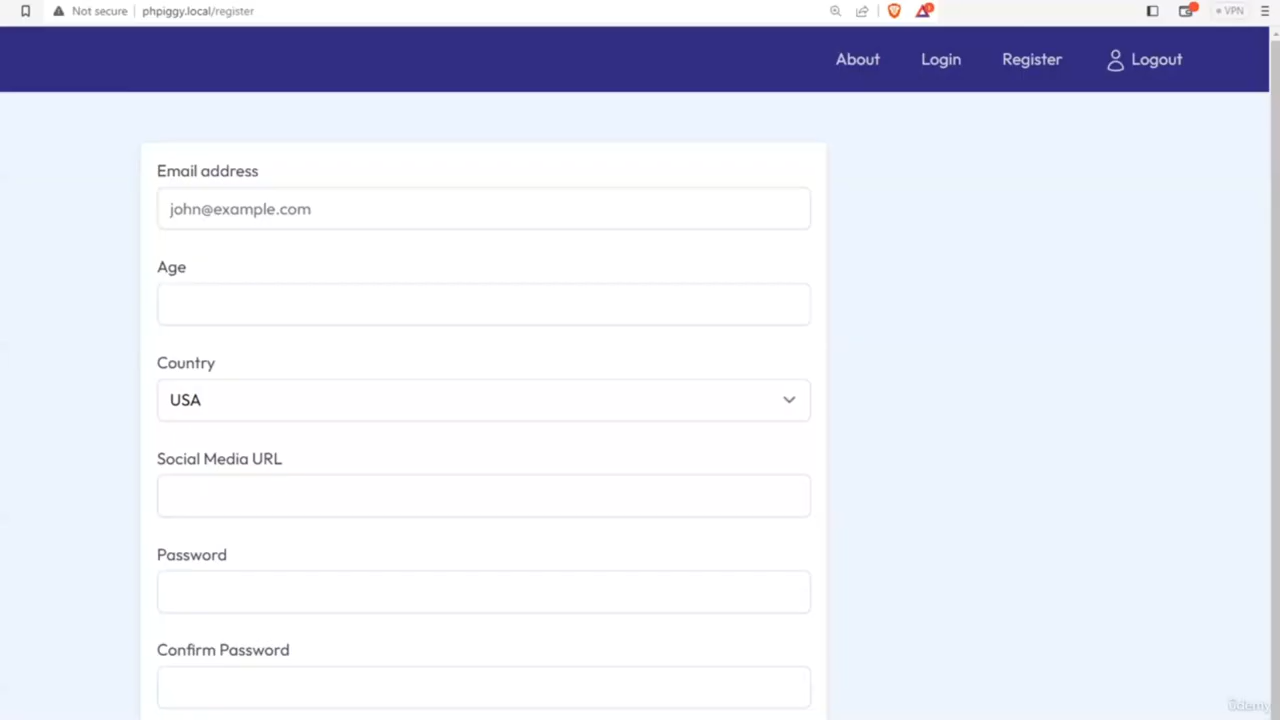 Not secure phpiggy.local/register VPN
About Login Register Logout
Email address
john@example.com
Age
Country
USA
Social Media URL
Password
Confirm Password
ûdemy